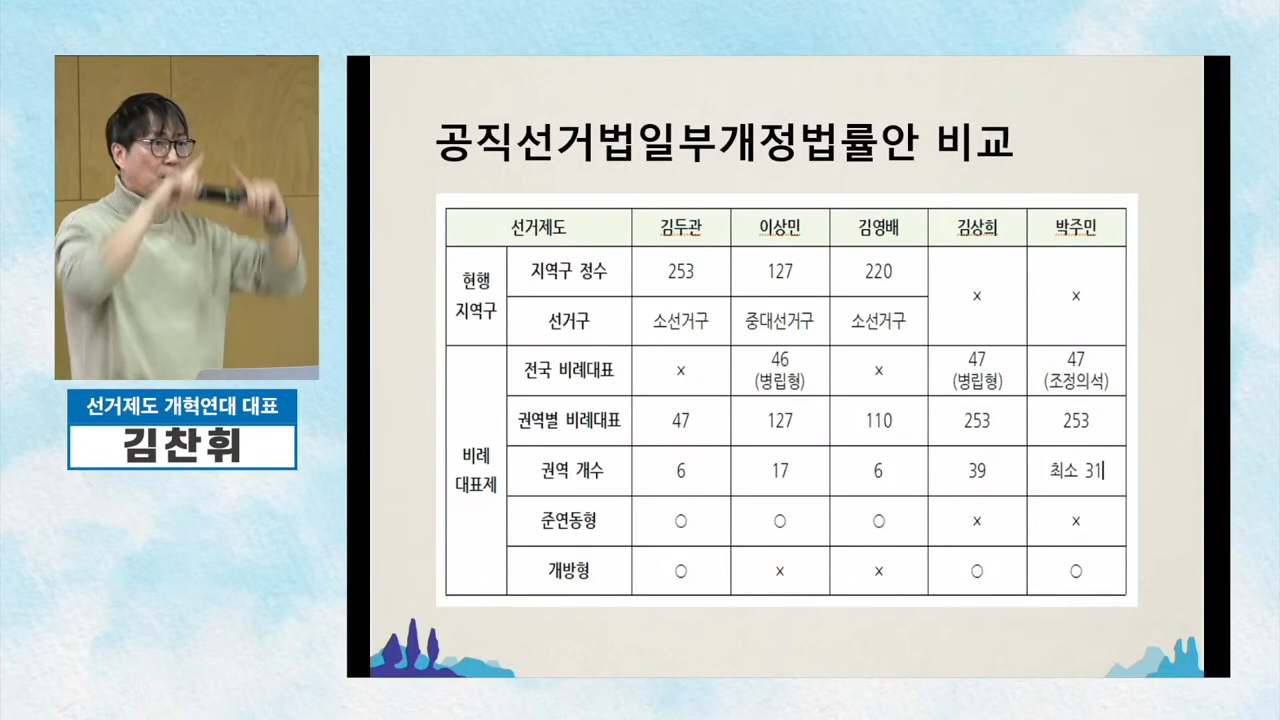 공직선거법일부개정법률안 비교
선거제도 김두관 이상민 김영배 김상희 박주민
현행 지역구 지역구 정수 253 127 220 × ×
선거구 소선거구 중대선거구 소선거구
비례 대표제 전국 비례대표 × 46 (병립형) × 47 (병립형) 47 (조정의석)
권역별 비례대표 47 127 110 253 253
권역 개수 6 17 6 39 최소 31
준연동형 ○ ○ ○ × ×
개방형 ○ × × ○ ○
선거제도 개혁연대 대표
김찬휘